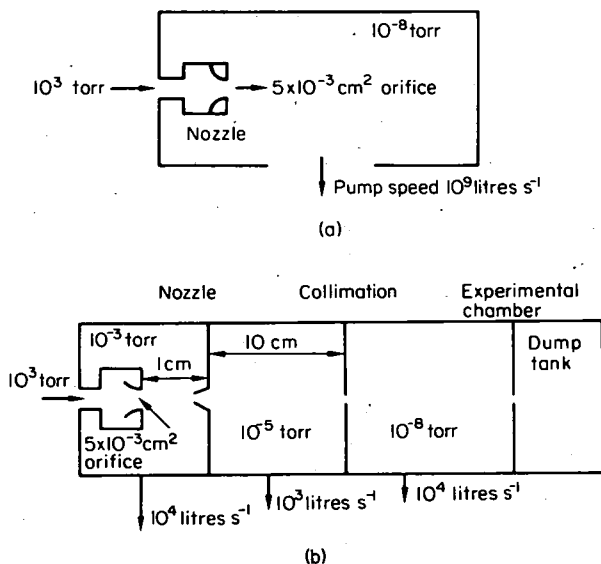 10⁻⁸ torr
10³ torr
5x10⁻³ cm² orifice
Nozzle
Pump speed 10⁹ litres s⁻¹
(a)
Nozzle Collimation Experimental
chamber
10⁻³ torr
Dump
tank
10 cm
1 cm
10³ torr
10⁻⁵ torr
10⁻⁸ torr
5x10⁻³ cm²
orifice
10⁴ litres s⁻¹
10³ litres s⁻¹
10⁴ litres s⁻¹
(b)